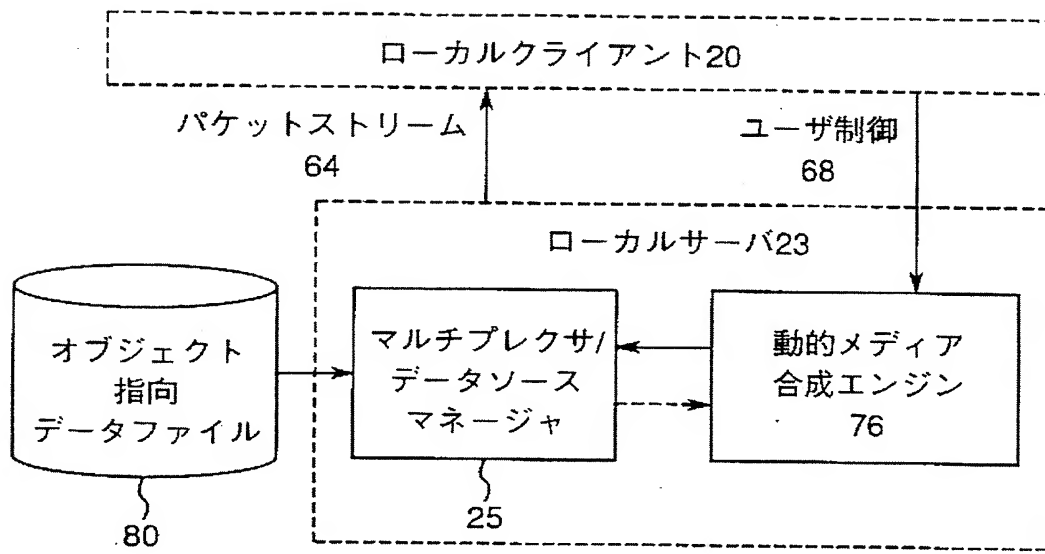 ローカルクライアント20
パケットストリーム
64
ユーザ制御
68
ローカルサーバ23
オブジェクト
指向
データファイル
80
マルチプレクサ/
データソース
マネージャ
25
動的メディア
合成エンジン
76